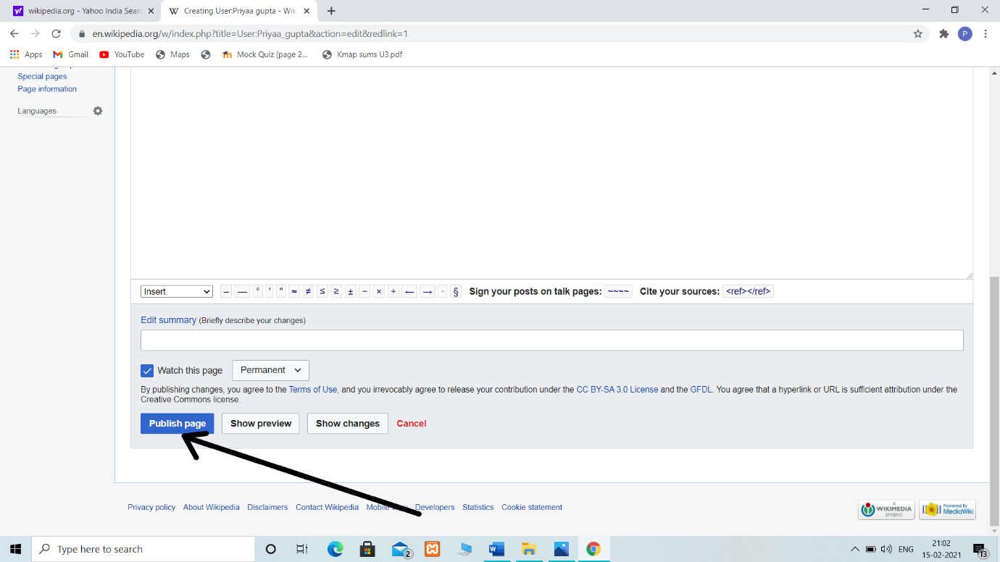 wikipedia.org - Yahoo India Searc
Creating User:Priyaa gupta - Wiki
en.wikipedia.org/w/index.php?title=User:Priyaa_gupta&action=edit&redlink=1
P
Apps Gmail YouTube Maps Mock Quiz (page 2... Kmap sums U3.pdf
Special pages
Page information
Languages
Insert – — ° ′ ″ ≈ ≠ ≤ ≥ ± − × ÷ ← → · § Sign your posts on talk pages: ~~~~ Cite your sources: <ref></ref>
Edit summary (Briefly describe your changes)
Watch this page Permanent
By publishing changes, you agree to the Terms of Use, and you irrevocably agree to release your contribution under the CC BY-SA 3.0 License and the GFDL. You agree that a hyperlink or URL is sufficient attribution under the
Creative Commons license.
Publish page Show preview Show changes Cancel
Privacy policy About Wikipedia Disclaimers Contact Wikipedia Mobile Developers Statistics Cookie statement
a
WIKIMEDIA
project
Powered By
MediaWiki
Type here to search
2
ENG
21:02
15-02-2021
13